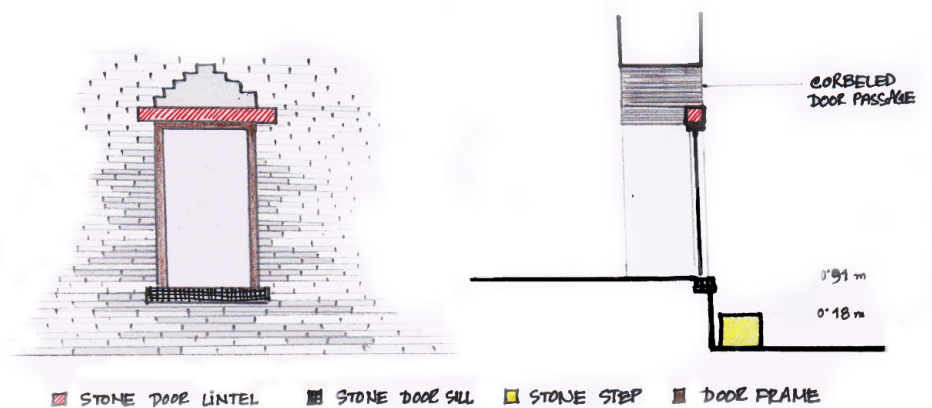 CORBELED
DOOR PASSAGE
0'91 m
0'18 m
STONE DOOR LINTEL
STONE DOOR SILL
STONE STEP
DOOR FRAME